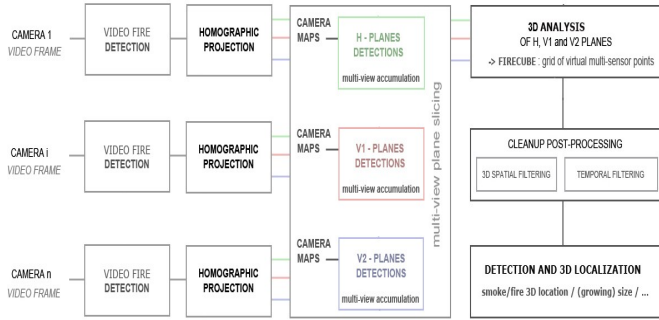 CAMERA 1
VIDEO FRAME
VIDEO FIRE
DETECTION
HOMOGRAPHIC
PROJECTION
CAMERA
MAPS
H - PLANES
DETECTIONS
multi-view accumulation
CAMERA i
VIDEO FRAME
VIDEO FIRE
DETECTION
HOMOGRAPHIC
PROJECTION
CAMERA
MAPS
V1 - PLANES
DETECTIONS
multi-view accumulation
CAMERA n
VIDEO FRAME
VIDEO FIRE
DETECTION
HOMOGRAPHIC
PROJECTION
CAMERA
MAPS
V2 - PLANES
DETECTIONS
multi-view accumulation
multi-view plane slicing
3D ANALYSIS
OF H, V1 and V2 PLANES
-> FIRECUBE : grid of virtual multi-sensor points
CLEANUP POST-PROCESSING
3D SPATIAL FILTERING
TEMPORAL FILTERING
DETECTION AND 3D LOCALIZATION
smoke/fire 3D location / (growing) size / ...